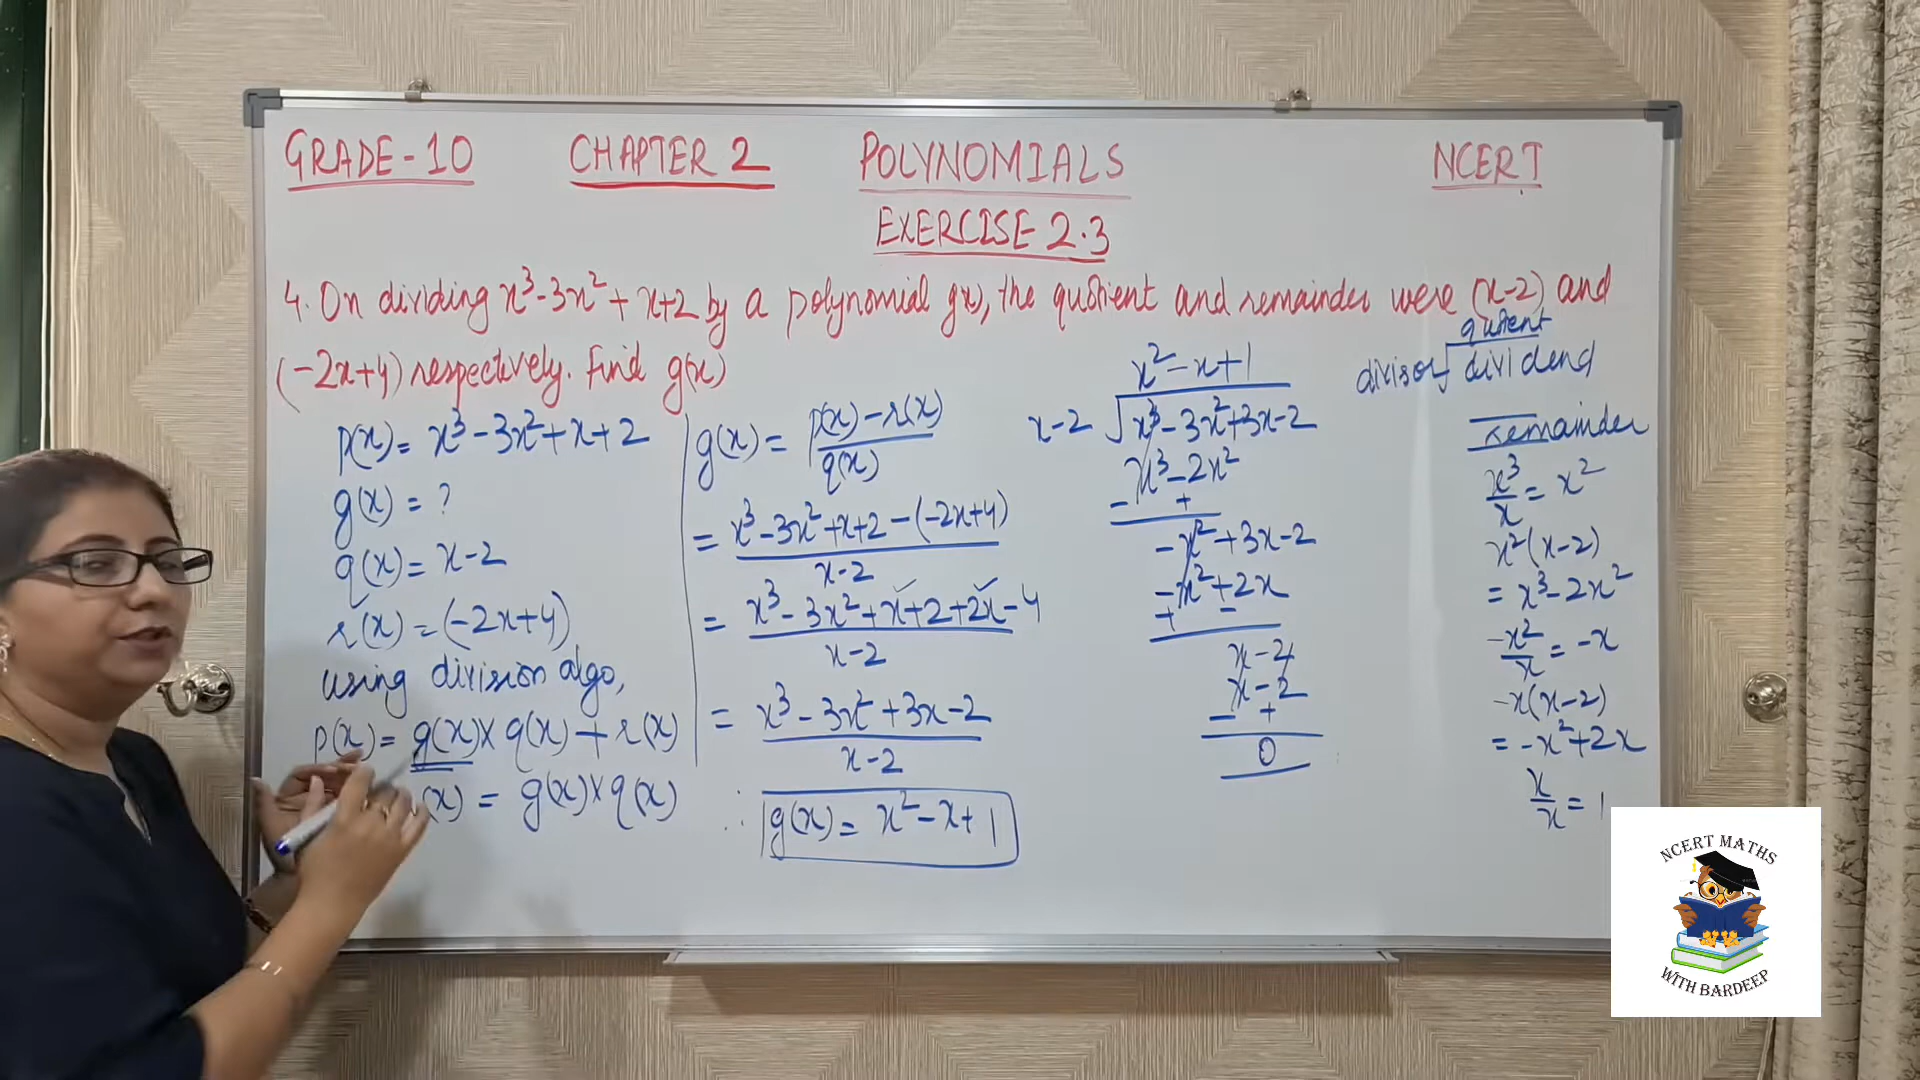 GRADE-10 CHAPTER 2 POLYNOMIALS NCERT
EXERCISE 2.3
4. On dividing x³-3x²+x+2 by a polynomial g(x), the quotient and remainder were (x-2) and
(-2x+4) respectively. Find g(x)
p(x) = x³-3x²+x+2
g(x) = ?
q(x) = x-2
r(x) = (-2x+4)
using division algo,
p(x) = g(x) x q(x) + r(x)
(x) = g(x) x q(x)
g(x) = p(x)-r(x) / q(x)
= x³-3x²+x+2-(-2x+4) / x-2
= x³-3x²+x+2+2x-4 / x-2
= x³-3x²+3x-2 / x-2
∴ g(x) = x²-x+1
x²-x+1
x-2 √x³-3x²+3x-2
x³-2x²
- +
-x²+3x-2
-x²+2x
+ -
x-2
x-2
- +
0
divisor √dividend
remainder
x³/x = x²
x²(x-2)
= x³-2x²
-x²/x = -x
-x(x-2)
= -x²+2x
x/x = 1
NCERT MATHS
WITH BARDEEP